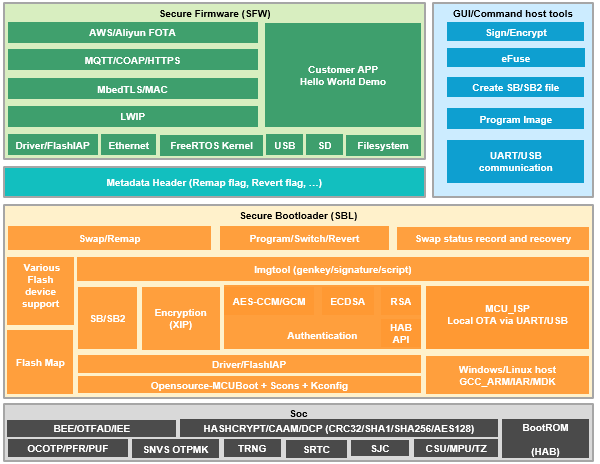 Secure Firmware (SFW)
AWS/Aliyun FOTA
MQTT/COAP/HTTPS
MbedTLS/MAC
LWIP
Customer APP
Hello World Demo
Driver/FlashIAP
Ethernet
FreeRTOS Kernel
USB
SD
Filesystem
GUI/Command host tools
Sign/Encrypt
eFuse
Create SB/SB2 file
Program Image
UART/USB
communication
Metadata Header (Remap flag, Revert flag, ...)
Secure Bootloader (SBL)
Swap/Remap
Program/Switch/Revert
Swap status record and recovery
Various
Flash
device
support
Flash Map
Imgtool (genkey/signature/script)
SB/SB2
Encryption
(XIP)
AES-CCM/GCM
ECDSA
RSA
Authentication
HAB
API
MCU_ISP
Local OTA via UART/USB
Driver/FlashIAP
Opensource-MCUBoot + Scons + Kconfig
Windows/Linux host
GCC_ARM/IAR/MDK
Soc
BEE/OTFAD/IEE
HASHCRYPT/CAAM/DCP (CRC32/SHA1/SHA256/AES128)
BootROM
(HAB)
OCOTP/PFR/PUF
SNVS OTPMK
TRNG
SRTC
SJC
CSU/MPU/TZ